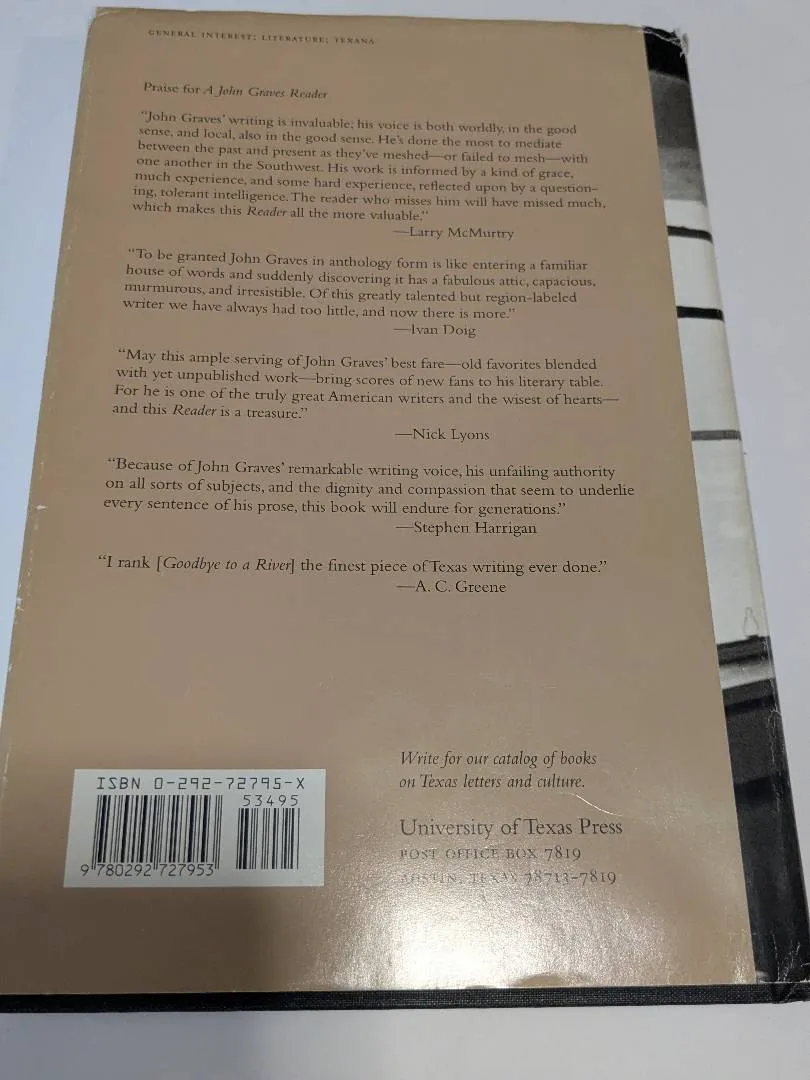 GENERAL INTEREST; LITERATURE; TEXANA
Praise for A John Graves Reader
“John Graves’ writing is invaluable; his voice is both worldly, in the good
sense, and local, also in the good sense. He’s done the most to mediate
between the past and present as they’ve meshed—or failed to mesh—with
one another in the Southwest. His work is informed by a kind of grace,
much experience, and some hard experience, reflected upon by a question-
ing, tolerant intelligence. The reader who misses him will have missed much,
which makes this Reader all the more valuable.”
—Larry McMurtry
“To be granted John Graves in anthology form is like entering a familiar
house of words and suddenly discovering it has a fabulous attic, capacious,
murmurous, and irresistible. Of this greatly talented but region-labeled
writer we have always had too little, and now there is more.”
—Ivan Doig
“May this ample serving of John Graves’ best fare—old favorites blended
with yet unpublished work—bring scores of new fans to his literary table.
For he is one of the truly great American writers and the wisest of hearts—
and this Reader is a treasure.”
—Nick Lyons
“Because of John Graves’ remarkable writing voice, his unfailing authority
on all sorts of subjects, and the dignity and compassion that seem to underlie
every sentence of his prose, this book will endure for generations.”
—Stephen Harrigan
“I rank [Goodbye to a River] the finest piece of Texas writing ever done.”
—A. C. Greene
Write for our catalog of books
on Texas letters and culture.
University of Texas Press
POST OFFICE BOX 7819
AUSTIN, TEXAS 78713-7819
ISBN 0-292-72795-X
53495
9 780292 727953